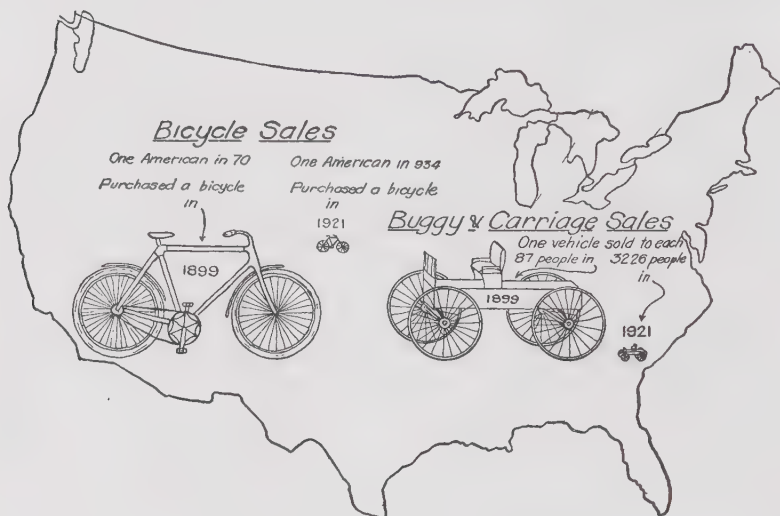 Bicycle Sales
One American in 70
Purchased a bicycle
in
1899
One American in 934
Purchased a bicycle
in
1921
Buggy & Carriage Sales
One vehicle sold to each
87 people in 3226 people
in
1899
1921